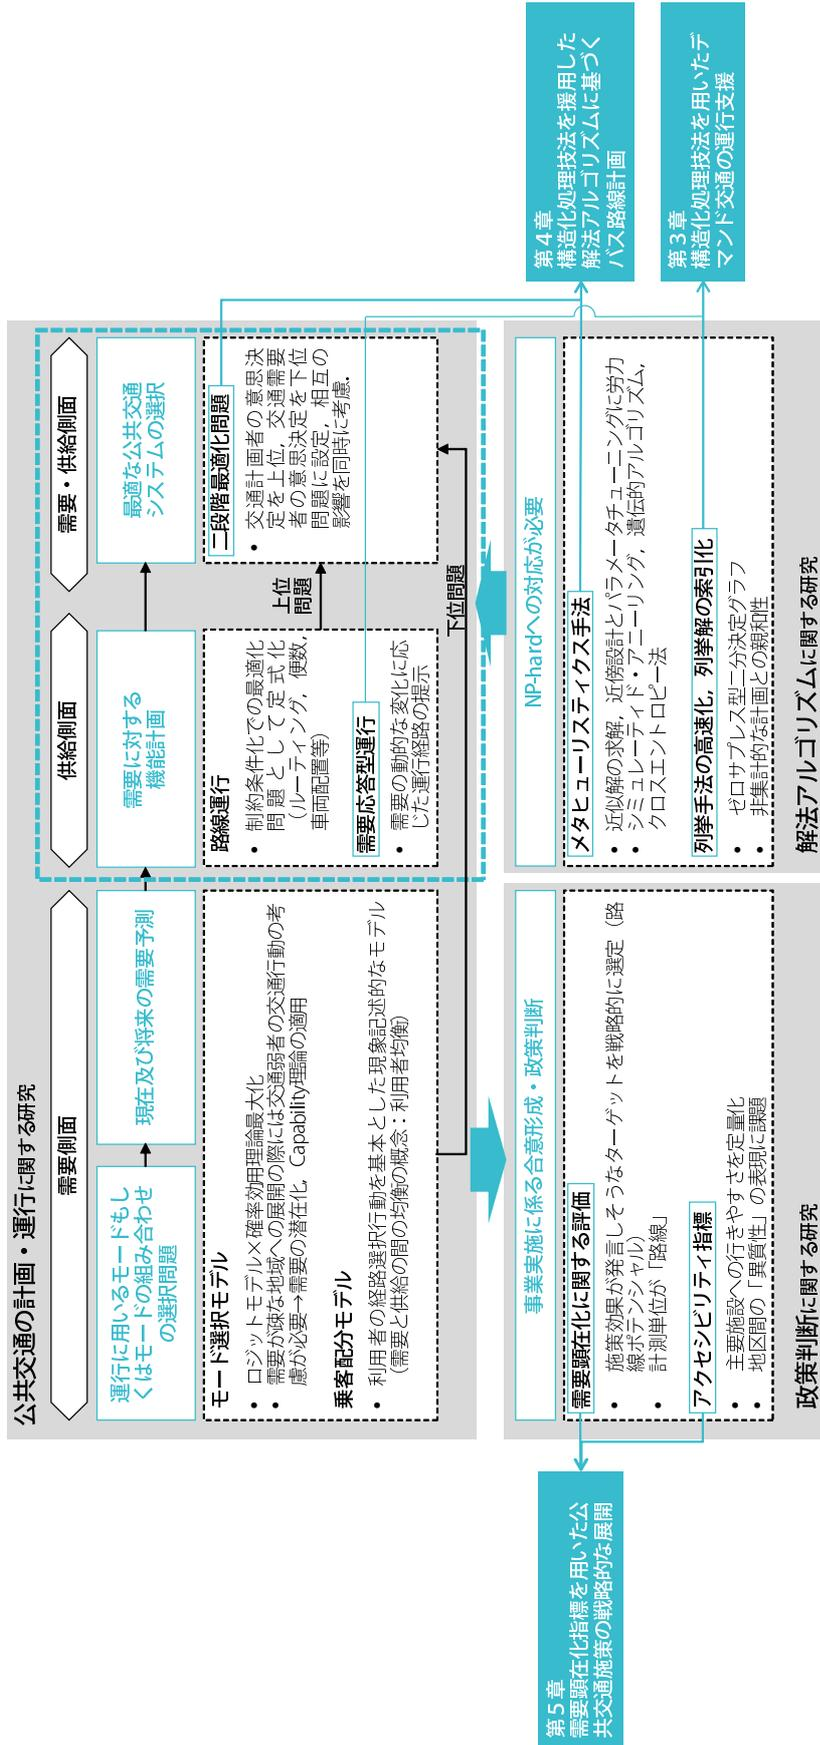 公共交通の計画・運行に関する研究
需要側面
供給側面
需要・供給側面
運行に用いるモードもし
くはモードの組み合わせ
の選択問題
現在及び将来の需要予測
需要に対する
機能計画
最適な公共交通
システムの選択
モード選択モデル
• ロジットモデル×確率効用理論最大化
• 需要が疎な地域への展開の際には交通弱者の交通行動の考
慮が必要→需要の潜在化，Capability理論の適用
乗客配分モデル
• 利用者の経路選択行動を基本とした現象記述的なモデル
（需要と供給の間の均衡の概念：利用者均衡）
路線運行
• 制約条件化での最適化
問題として定式化
（ルーティング，便数，
車両配置等）
需要応答型運行
• 需要の動的な変化に応
じた運行経路の提示
上位
問題
下位問題
二段階最適化問題
• 交通計画者の意思決
定を上位，交通需要
者の意思決定を下位
問題に設定，相互の
影響を同時に考慮．
事業実施に係る合意形成・政策判断
需要顕在化に関する評価
• 施策効果が発言しそうなターゲットを戦略的に選定（路
線ポテンシャル）
• 計測単位が「路線」
アクセシビリティ指標
• 主要施設への行きやすさを定量化
• 地区間の「異質性」の表現に課題
政策判断に関する研究
NP-hardへの対応が必要
メタヒューリスティクス手法
• 近似解の求解，近傍設計とパラメータチューニングに労力
• シミュレーティド・アニーリング，遺伝的アルゴリズム，
クロスエントロピー法
列挙手法の高速化，列挙解の索引化
• ゼロサプレス型二分決定グラフ
• 非集計的な計画との親和性
解法アルゴリズムに関する研究
第５章
需要顕在化指標を用いた公
共交通施策の戦略的な展開
第４章
構造化処理技法を援用した
解法アルゴリズムに基づく
バス路線計画
第３章
構造化処理技法を用いたデ
マンド交通の運行支援